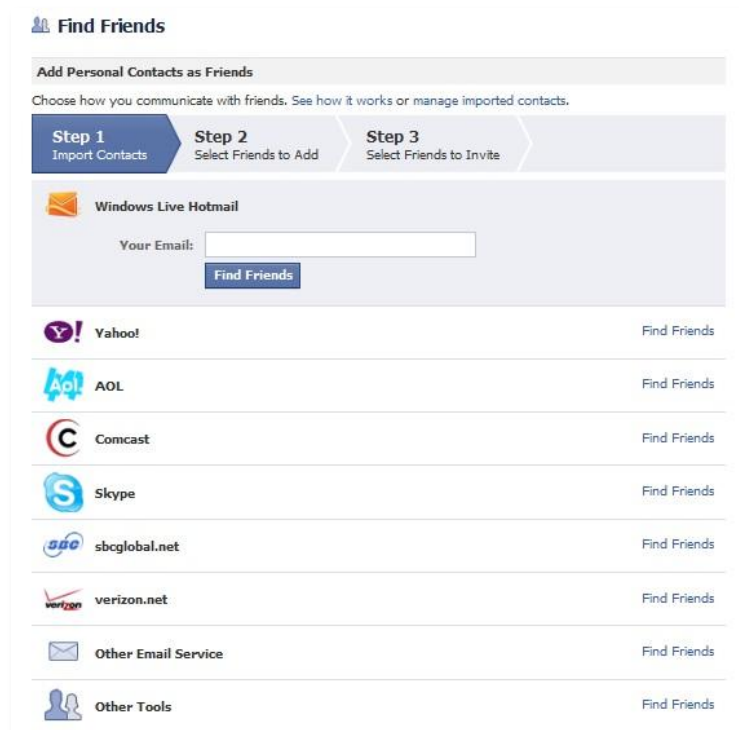 Find Friends
Add Personal Contacts as Friends
Choose how you communicate with friends. See how it works or manage imported contacts.
Step 1 Step 2 Step 3
Import Contacts Select Friends to Add Select Friends to Invite
Windows Live Hotmail
Your Email:
Find Friends
Y! Yahoo! Find Friends
Aol. AOL Find Friends
C Comcast Find Friends
S Skype Find Friends
SBC sbcglobal.net Find Friends
verizon verizon.net Find Friends
Other Email Service Find Friends
Other Tools Find Friends